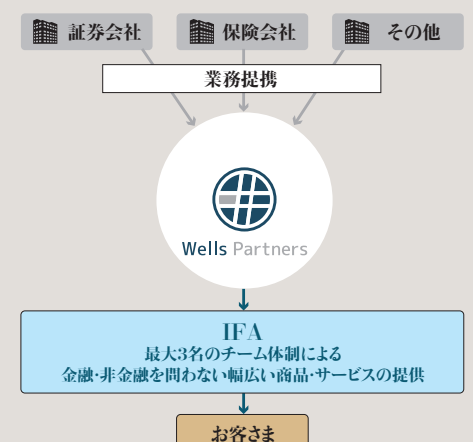 証券会社
保険会社
その他
業務提携
Wells Partners
IFA
最大3名のチーム体制による
金融・非金融を問わない幅広い商品・サービスの提供
お客さま